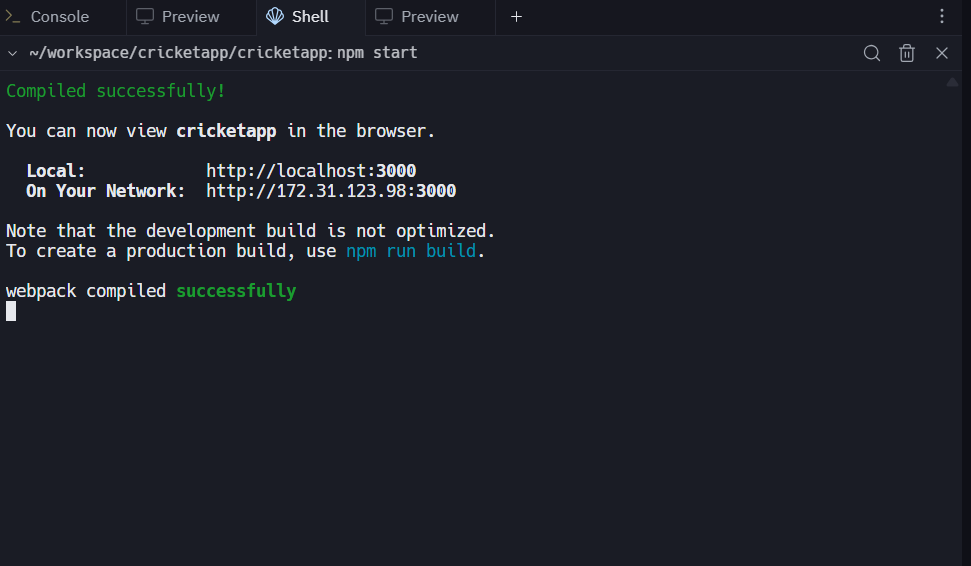 Console Preview Shell Preview +
~/workspace/cricketapp/cricketapp: npm start
Compiled successfully!
You can now view cricketapp in the browser.
Local: http://localhost:3000
On Your Network: http://172.31.123.98:3000
Note that the development build is not optimized.
To create a production build, use npm run build.
webpack compiled successfully